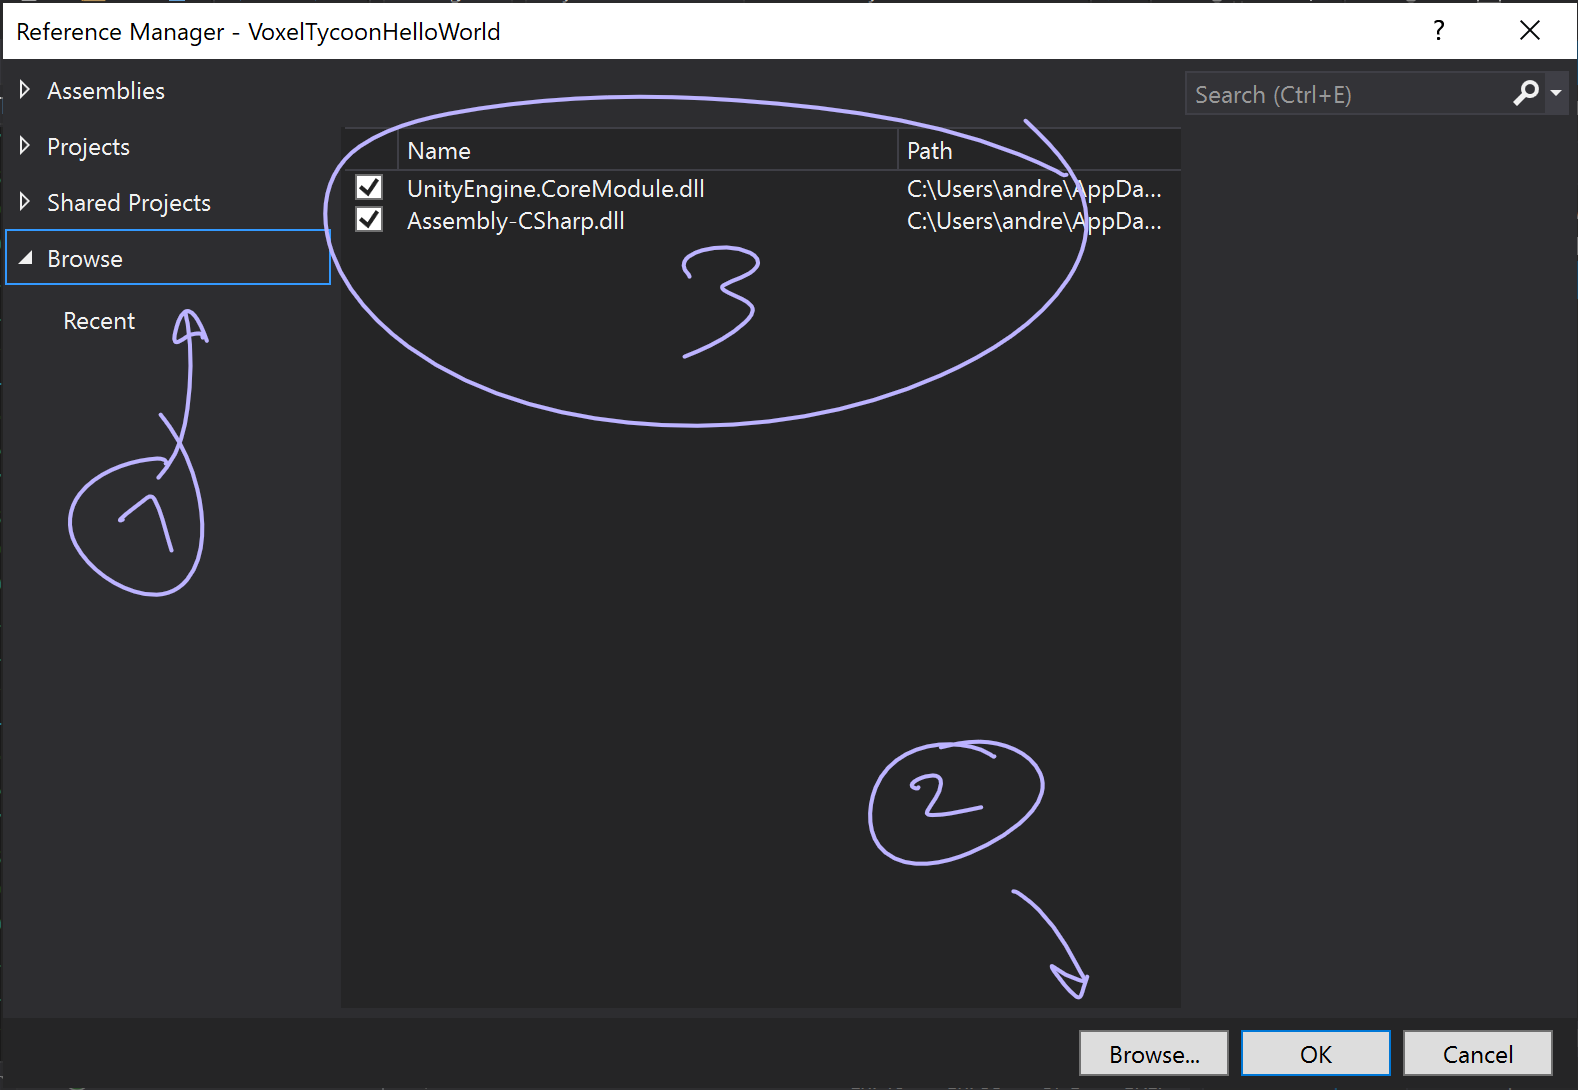 Reference Manager - VoxelTycoonHelloWorld
?
Assemblies
Projects
Shared Projects
Browse
Recent
1
Name Path
UnityEngine.CoreModule.dll C:\Users\andre\AppDa...
Assembly-CSharp.dll C:\Users\andre\AppDa...
3
2
Search (Ctrl+E)
Browse... OK Cancel